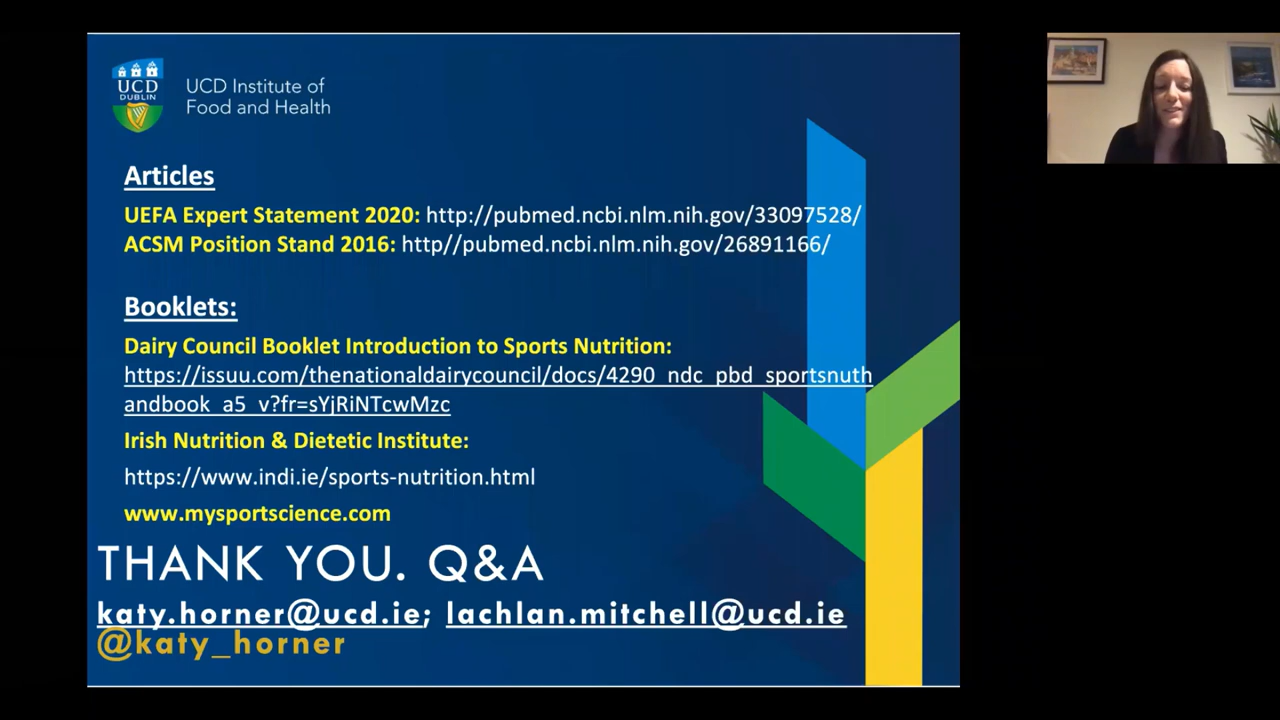 UCD
DUBLIN
UCD Institute of
Food and Health
Articles
UEFA Expert Statement 2020: http://pubmed.ncbi.nlm.nih.gov/33097528/
ACSM Position Stand 2016: http//pubmed.ncbi.nlm.nih.gov/26891166/
Booklets:
Dairy Council Booklet Introduction to Sports Nutrition:
https://issuu.com/thenationaldairycouncil/docs/4290_ndc_pbd_sportsnuth
andbook_a5_v?fr=sYjRiNTcwMzc
Irish Nutrition & Dietetic Institute:
https://www.indi.ie/sports-nutrition.html
www.mysportscience.com
THANK YOU. Q&A
katy.horner@ucd.ie; lachlan.mitchell@ucd.ie
@katy_horner